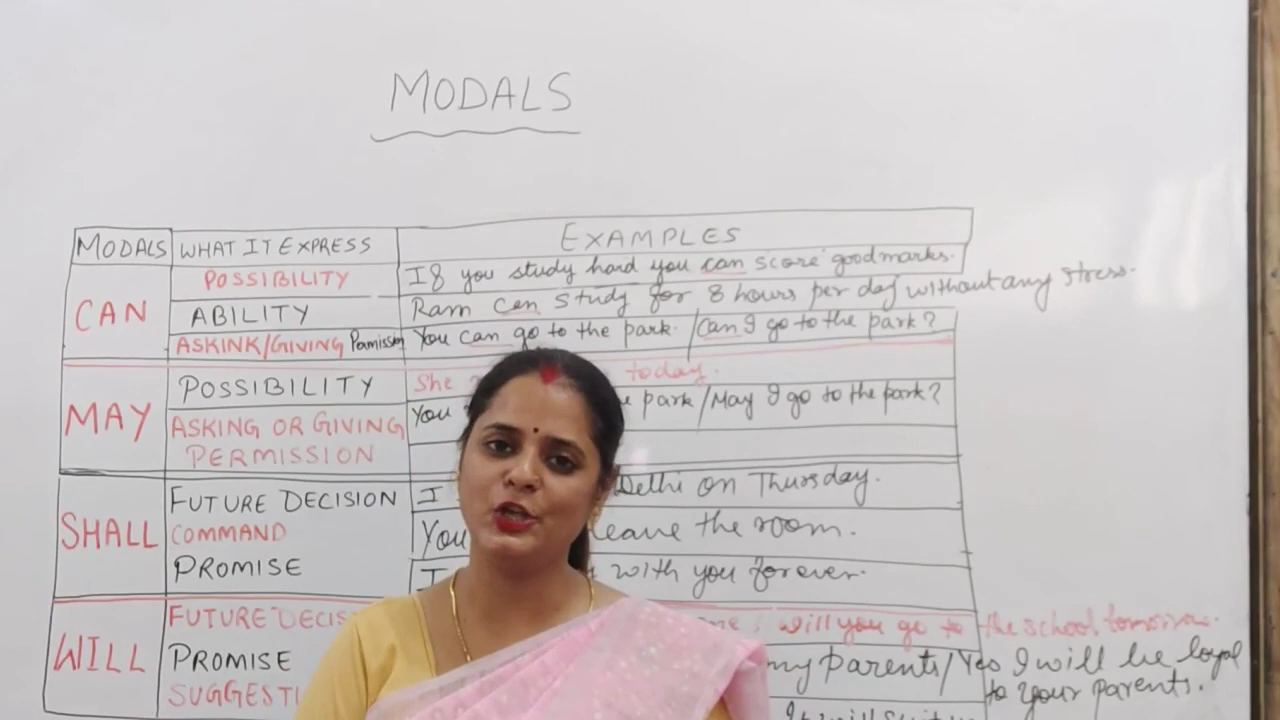 MODALS
MODALS WHAT IT EXPRESS EXAMPLES
CAN
POSSIBILITY If you study hard you can score good marks.
ABILITY Ram can study for 8 hours per day without any stress.
ASKINK/GIVING Permission You can go to the park. / Can I go to the park?
MAY
POSSIBILITY She today.
ASKING OR GIVING You park/May I go to the park?
PERMISSION
SHALL
FUTURE DECISION I Delhi on Thursday.
COMMAND You leave the room.
PROMISE I with you forever.
WILL
FUTURE will you go to the school tomorrow.
PROMISE my parents/Yes I will be loyal
to your parents.
It will suit